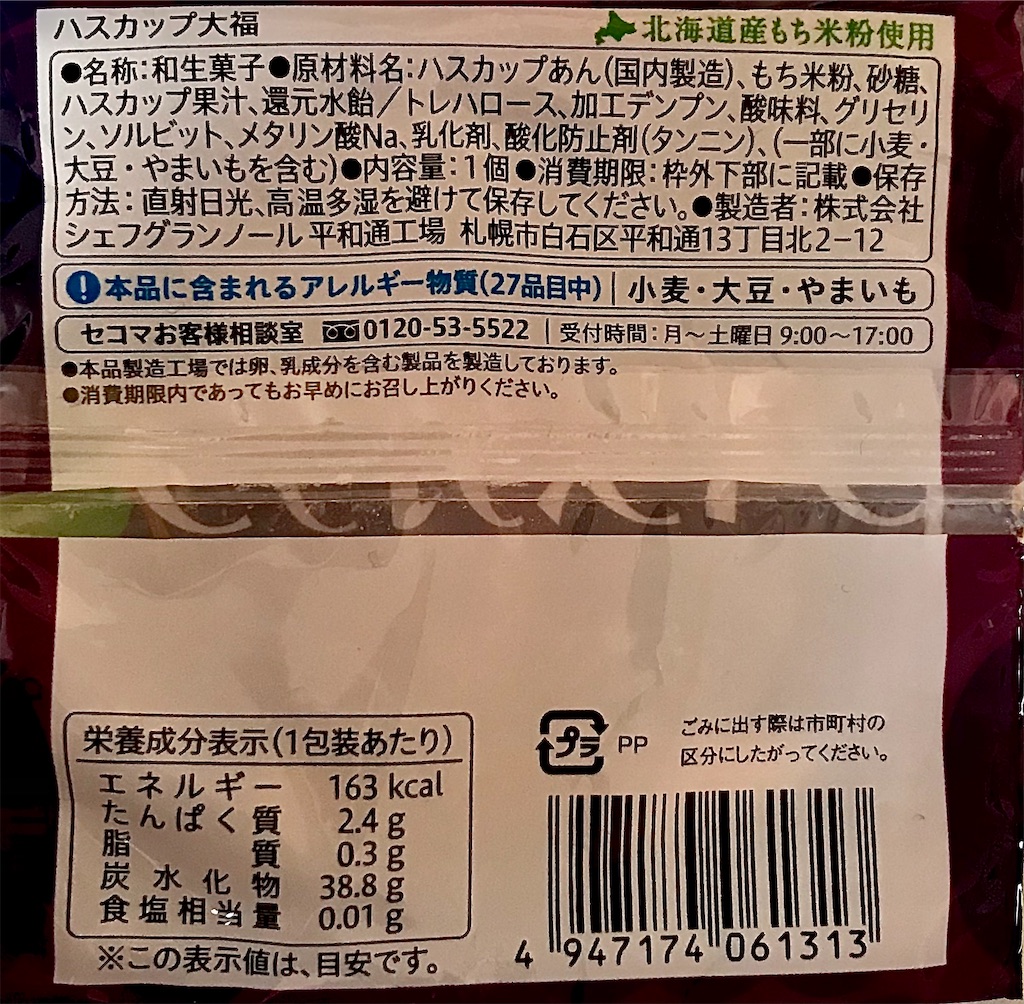 ハスカップ大福
北海道産もち米粉使用
●名称:和生菓子●原材料名:ハスカップあん(国内製造)、もち米粉、砂糖、
ハスカップ果汁、還元水飴／トレハロース、加工デンプン、酸味料、グリセリ
ン、ソルビット、メタリン酸Na、乳化剤、酸化防止剤(タンニン)、(一部に小麦・
大豆・やまいもを含む)●内容量:1個●消費期限:枠外下部に記載●保存
方法：直射日光、高温多湿を避けて保存してください。●製造者：株式会社
シェフグランノール 平和通工場 札幌市白石区平和通13丁目北2−12
!本品に含まれるアレルギー物質(27品目中) | 小麦・大豆・やまいも
セコマお客様相談室 0120-53-5522 | 受付時間：月〜土曜日 9:00〜17:00
●本品製造工場では卵、乳成分を含む製品を製造しております。
●消費期限内であってもお早めにお召し上がりください。
栄養成分表示(1包装あたり)
エネルギー 163 kcal
たんぱく質 2.4 g
脂質 0.3 g
炭水化物 38.8 g
食塩相当量 0.01 g
※この表示値は、目安です。
プラ PP
ごみに出す際は市町村の
区分にしたがってください。
4 947174 061313